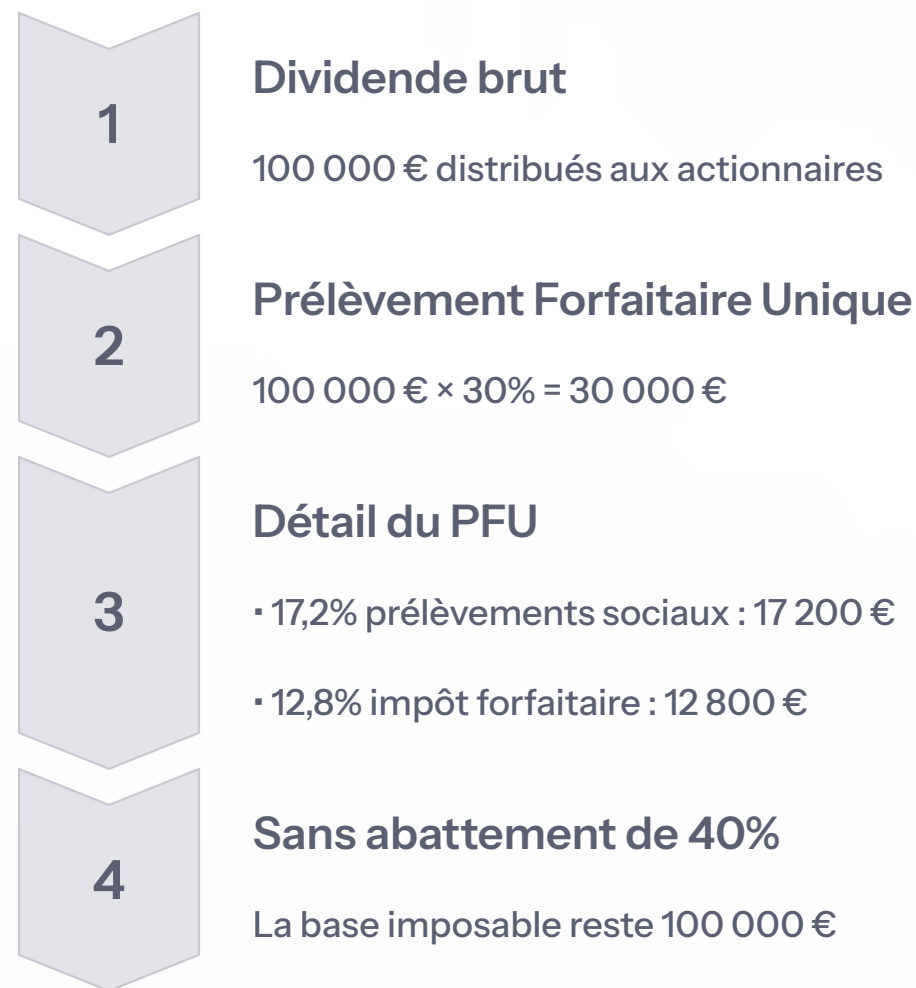 1
Dividende brut
100 000 € distribués aux actionnaires
2
Prélèvement Forfaitaire Unique
100 000 € × 30% = 30 000 €
3
Détail du PFU
· 17,2% prélèvements sociaux : 17 200 €
· 12,8% impôt forfaitaire : 12 800 €
4
Sans abattement de 40%
La base imposable reste 100 000 €